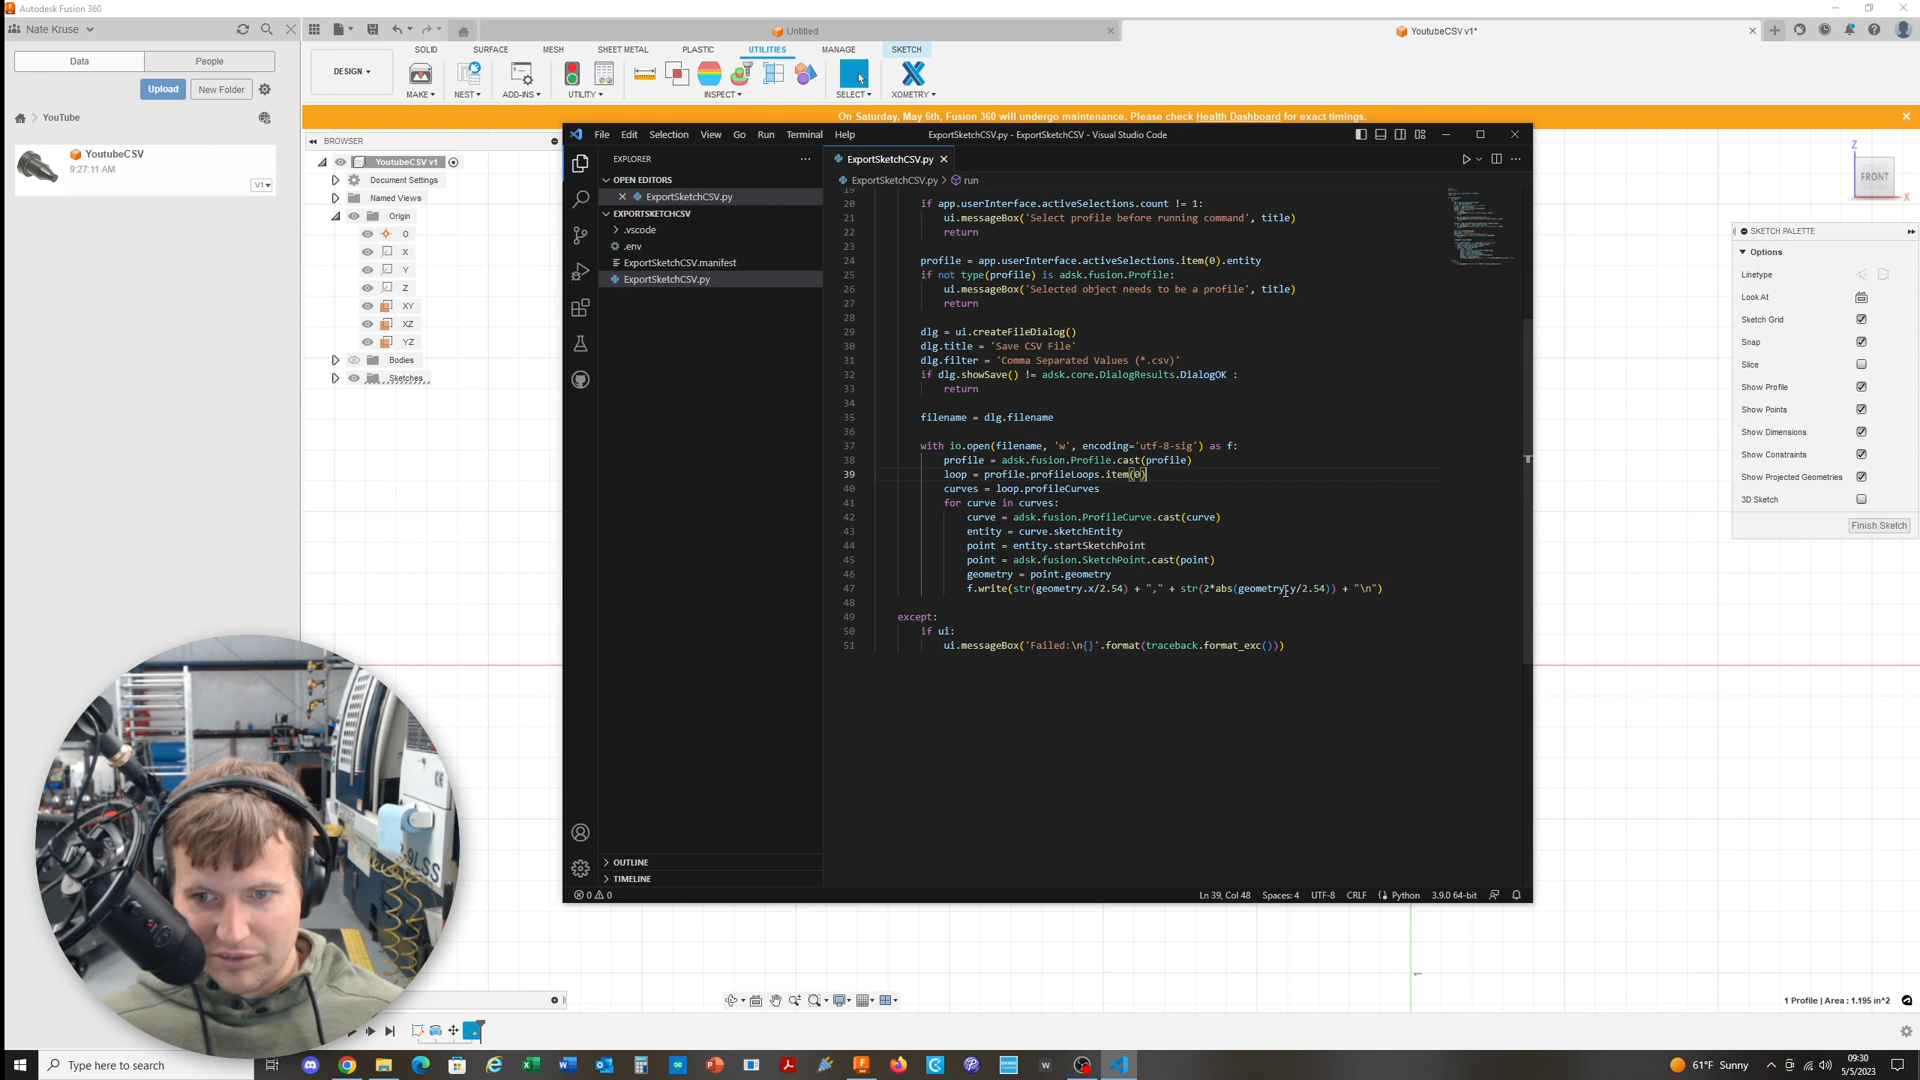 Autodesk Fusion 360
Nate Kruse
Data
People
Upload
New Folder
YouTube
YoutubeCSV
9:27:11 AM
V1
Untitled
YoutubeCSV v1*
DESIGN
SOLID
SURFACE
MESH
SHEET METAL
PLASTIC
UTILITIES
MANAGE
SKETCH
MAKE
NEST
ADD-INS
UTILITY
INSPECT
SELECT
XOMETRY
On Saturday, May 6th, Fusion 360 will undergo maintenance. Please check Health Dashboard for exact timings.
BROWSER
YoutubeCSV v1
Document Settings
Named Views
Origin
O
X
Y
Z
XY
XZ
YZ
Bodies
Sketches
File Edit Selection View Go Run Terminal Help
ExportSketchCSV.py - ExportSketchCSV - Visual Studio Code
EXPLORER
OPEN EDITORS
ExportSketchCSV.py
EXPORTSKETCHCSV
.vscode
.env
ExportSketchCSV.manifest
ExportSketchCSV.py
OUTLINE
TIMELINE
ExportSketchCSV.py
ExportSketchCSV.py > run
19
20 if app.userInterface.activeSelections.count != 1:
21 ui.messageBox('Select profile before running command', title)
22 return
23
24 profile = app.userInterface.activeSelections.item(0).entity
25 if not type(profile) is adsk.fusion.Profile:
26 ui.messageBox('Selected object needs to be a profile', title)
27 return
28
29 dlg = ui.createFileDialog()
30 dlg.title = 'Save CSV File'
31 dlg.filter = 'Comma Separated Values (*.csv)'
32 if dlg.showSave() != adsk.core.DialogResults.DialogOK :
33 return
34
35 filename = dlg.filename
36
37 with io.open(filename, 'w', encoding='utf-8-sig') as f:
38 profile = adsk.fusion.Profile.cast(profile)
39 loop = profile.profileLoops.item(0)
40 curves = loop.profileCurves
41 for curve in curves:
42 curve = adsk.fusion.ProfileCurve.cast(curve)
43 entity = curve.sketchEntity
44 point = entity.startSketchPoint
45 point = adsk.fusion.SketchPoint.cast(point)
46 geometry = point.geometry
47 f.write(str(geometry.x/2.54) + "," + str(2*abs(geometry.y/2.54)) + "\n")
48
49 except:
50 if ui:
51 ui.messageBox('Failed:\n{}'.format(traceback.format_exc()))
0 0
Ln 39, Col 48
Spaces: 4
UTF-8
CRLF
Python
3.9.0 64-bit
Z
FRONT
X
SKETCH PALETTE
Options
Linetype
Look At
Sketch Grid
Snap
Slice
Show Profile
Show Points
Show Dimensions
Show Constraints
Show Projected Geometries
3D Sketch
Finish Sketch
1
1 Profile | Area : 1.195 in^2
Type here to search
61°F Sunny
09:30
5/5/2023